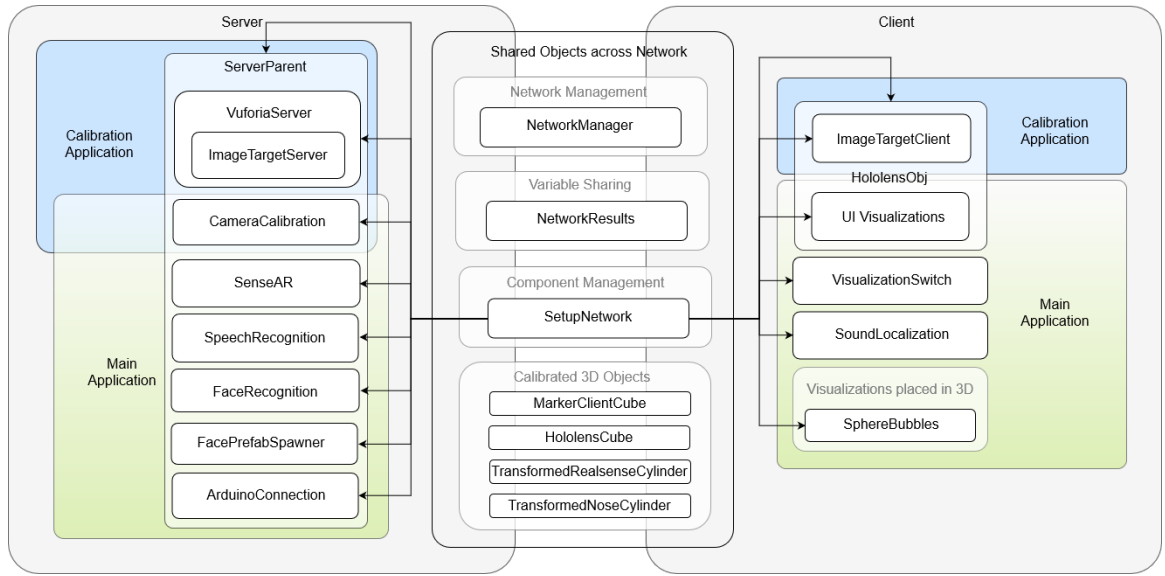 Server
Client
ServerParent
VuforiaServer
ImageTargetServer
Calibration
Application
CameraCalibration
SenseAR
SpeechRecognition
Main
Application
FaceRecognition
FacePrefabSpawner
ArduinoConnection
Shared Objects across Network
Network Management
NetworkManager
Variable Sharing
NetworkResults
Component Management
SetupNetwork
Calibrated 3D Objects
MarkerClientCube
HololensCube
TransformedRealsenseCylinder
TransformedNoseCylinder
ImageTargetClient
Calibration
Application
HololensObj
UI Visualizations
VisualizationSwitch
Main
Application
SoundLocalization
Visualizations placed in 3D
SphereBubbles